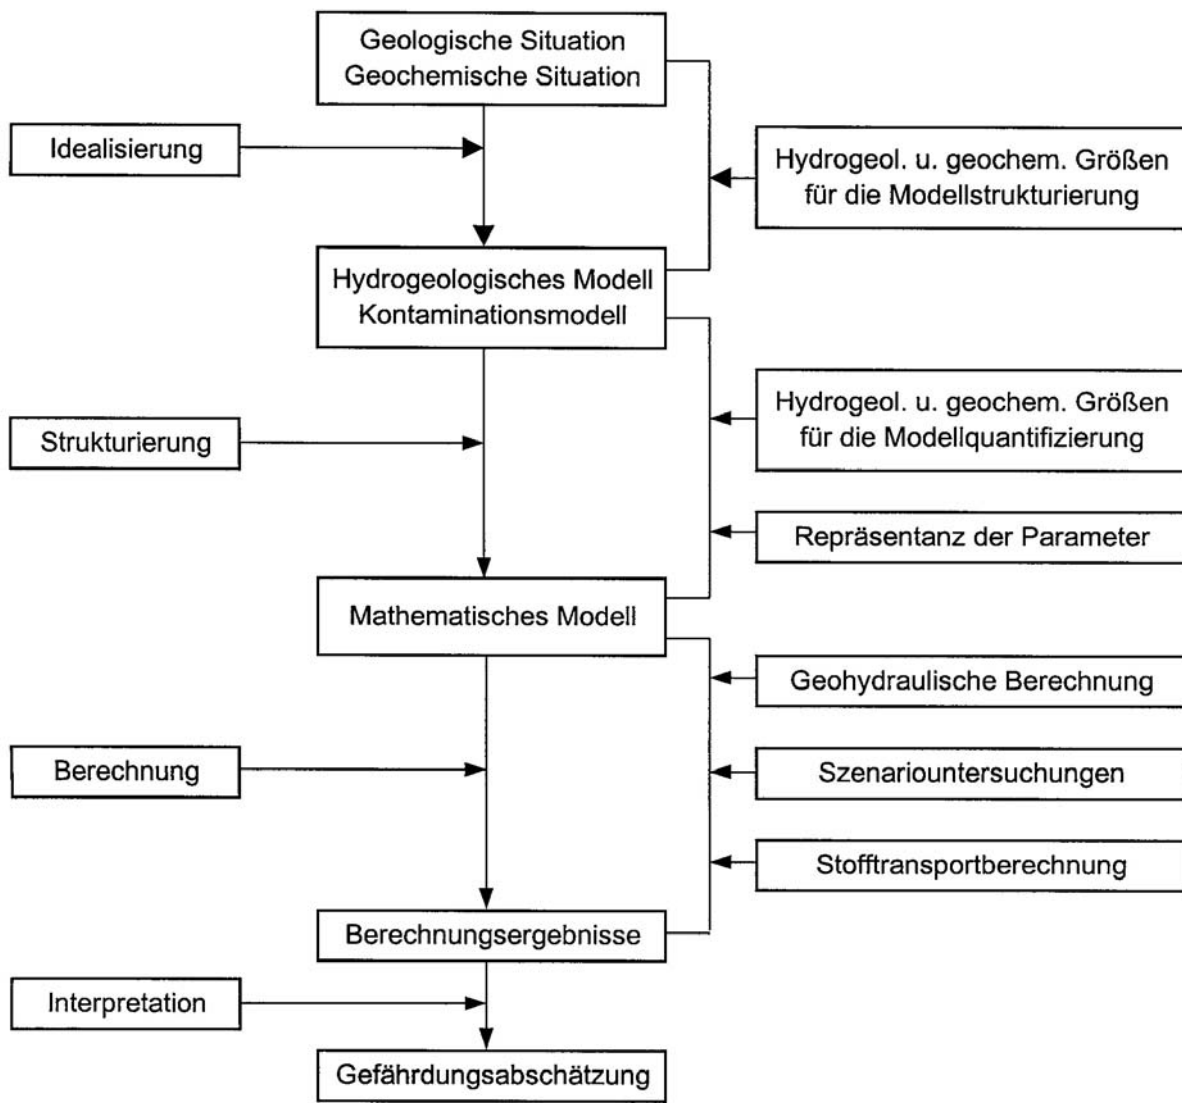 Geologische Situation
Geochemische Situation
Idealisierung
Hydrogeol. u. geochem. Größen
für die Modellstrukturierung
Hydrogeologisches Modell
Kontaminationsmodell
Hydrogeol. u. geochem. Größen
für die Modellquantifizierung
Strukturierung
Repräsentanz der Parameter
Mathematisches Modell
Geohydraulische Berechnung
Berechnung
Szenariountersuchungen
Stofftransportberechnung
Berechnungsergebnisse
Interpretation
Gefährdungsabschätzung